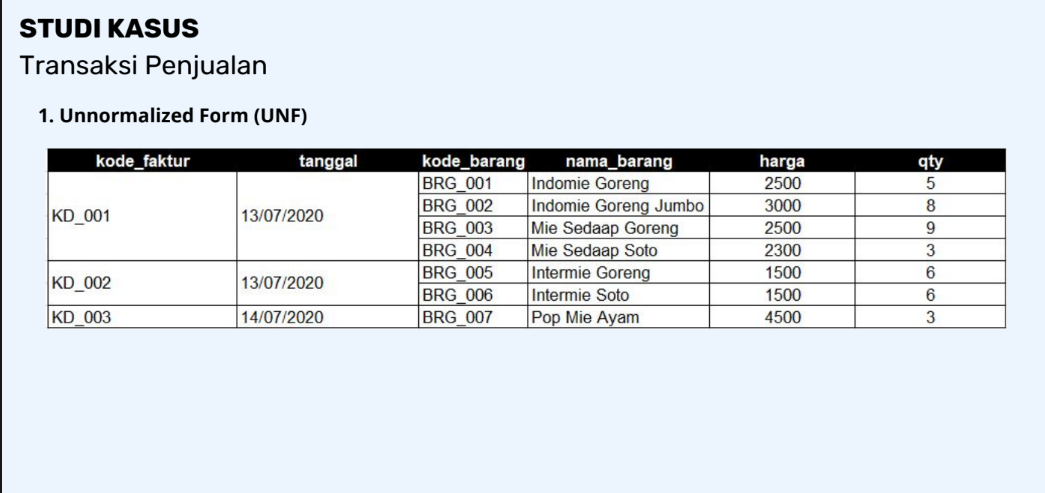 STUDI KASUS
Transaksi Penjualan
1. Unnormalized Form (UNF)
kode_faktur tanggal kode_barang nama_barang harga qty
KD_001 13/07/2020 BRG_001 Indomie Goreng 2500 5
BRG_002 Indomie Goreng Jumbo 3000 8
BRG_003 Mie Sedaap Goreng 2500 9
BRG_004 Mie Sedaap Soto 2300 3
KD_002 13/07/2020 BRG_005 Intermie Goreng 1500 6
BRG_006 Intermie Soto 1500 6
KD_003 14/07/2020 BRG_007 Pop Mie Ayam 4500 3